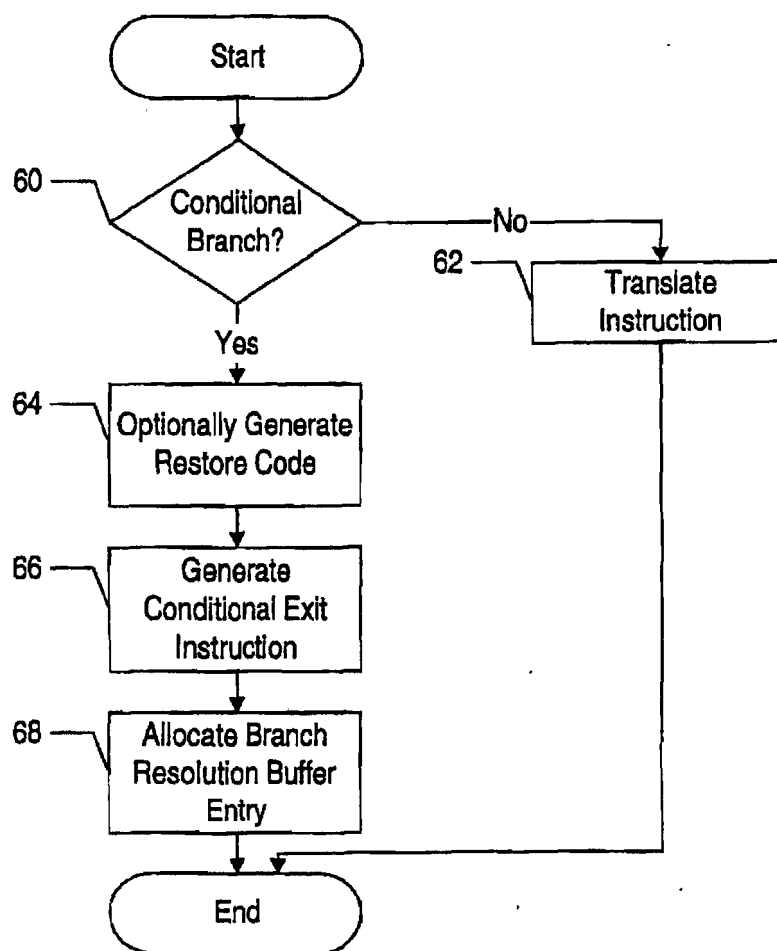 Start
60
Conditional
Branch?
No
62
Translate
Instruction
Yes
64
Optionally Generate
Restore Code
66
Generate
Conditional Exit
Instruction
68
Allocate Branch
Resolution Buffer
Entry
End